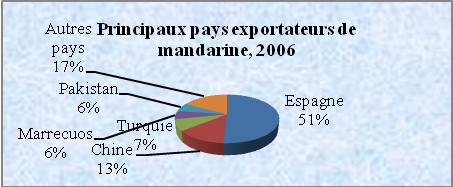 Principaux pays exportateurs de
mandarine, 2006
Autres
pays
17%
Pakistan
6%
Marrecuos
6%
Chine
13%
Turquie
7%
Espagne
51%